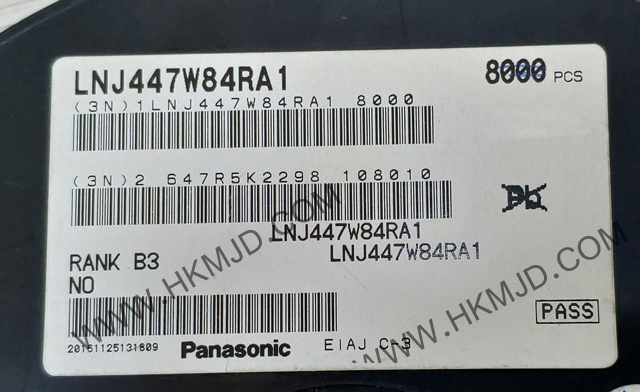 LNJ447W84RA1 8000 PCS
(3N)1LNJ447W84RA1 8000
(3N)2 647R5K2298 108010
Pb
LNJ447W84RA1
LNJ447W84RA1
RANK B3
NO
PASS
20161125131809 Panasonic EIAJ C-3
WWW.HKMJD.COM
WWW.HKMJD.COM